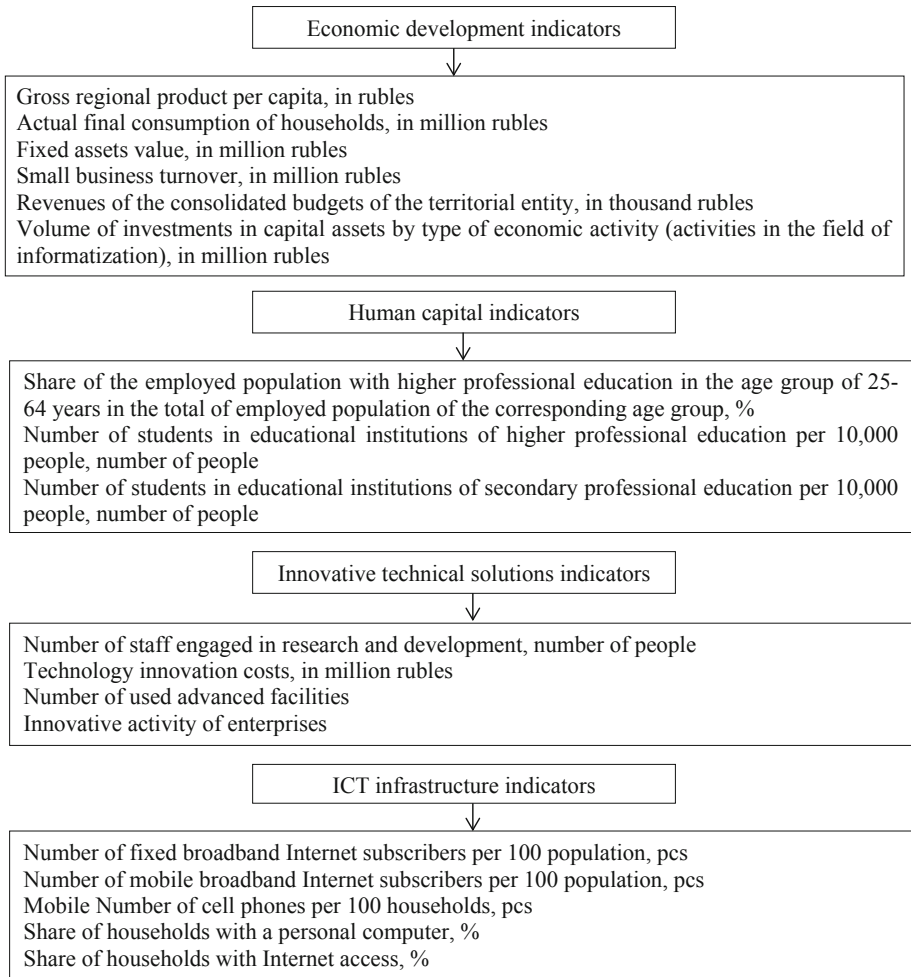 Economic development indicators
Gross regional product per capita, in rubles
Actual final consumption of households, in million rubles
Fixed assets value, in million rubles
Small business turnover, in million rubles
Revenues of the consolidated budgets of the territorial entity, in thousand rubles
Volume of investments in capital assets by type of economic activity (activities in the field of
informatization), in million rubles
Human capital indicators
Share of the employed population with higher professional education in the age group of 25-
64 years in the total of employed population of the corresponding age group, %
Number of students in educational institutions of higher professional education per 10,000
people, number of people
Number of students in educational institutions of secondary professional education per 10,000
people, number of people
Innovative technical solutions indicators
Number of staff engaged in research and development, number of people
Technology innovation costs, in million rubles
Number of used advanced facilities
Innovative activity of enterprises
ICT infrastructure indicators
Number of fixed broadband Internet subscribers per 100 population, pcs
Number of mobile broadband Internet subscribers per 100 population, pcs
Mobile Number of cell phones per 100 households, pcs
Share of households with a personal computer, %
Share of households with Internet access, %